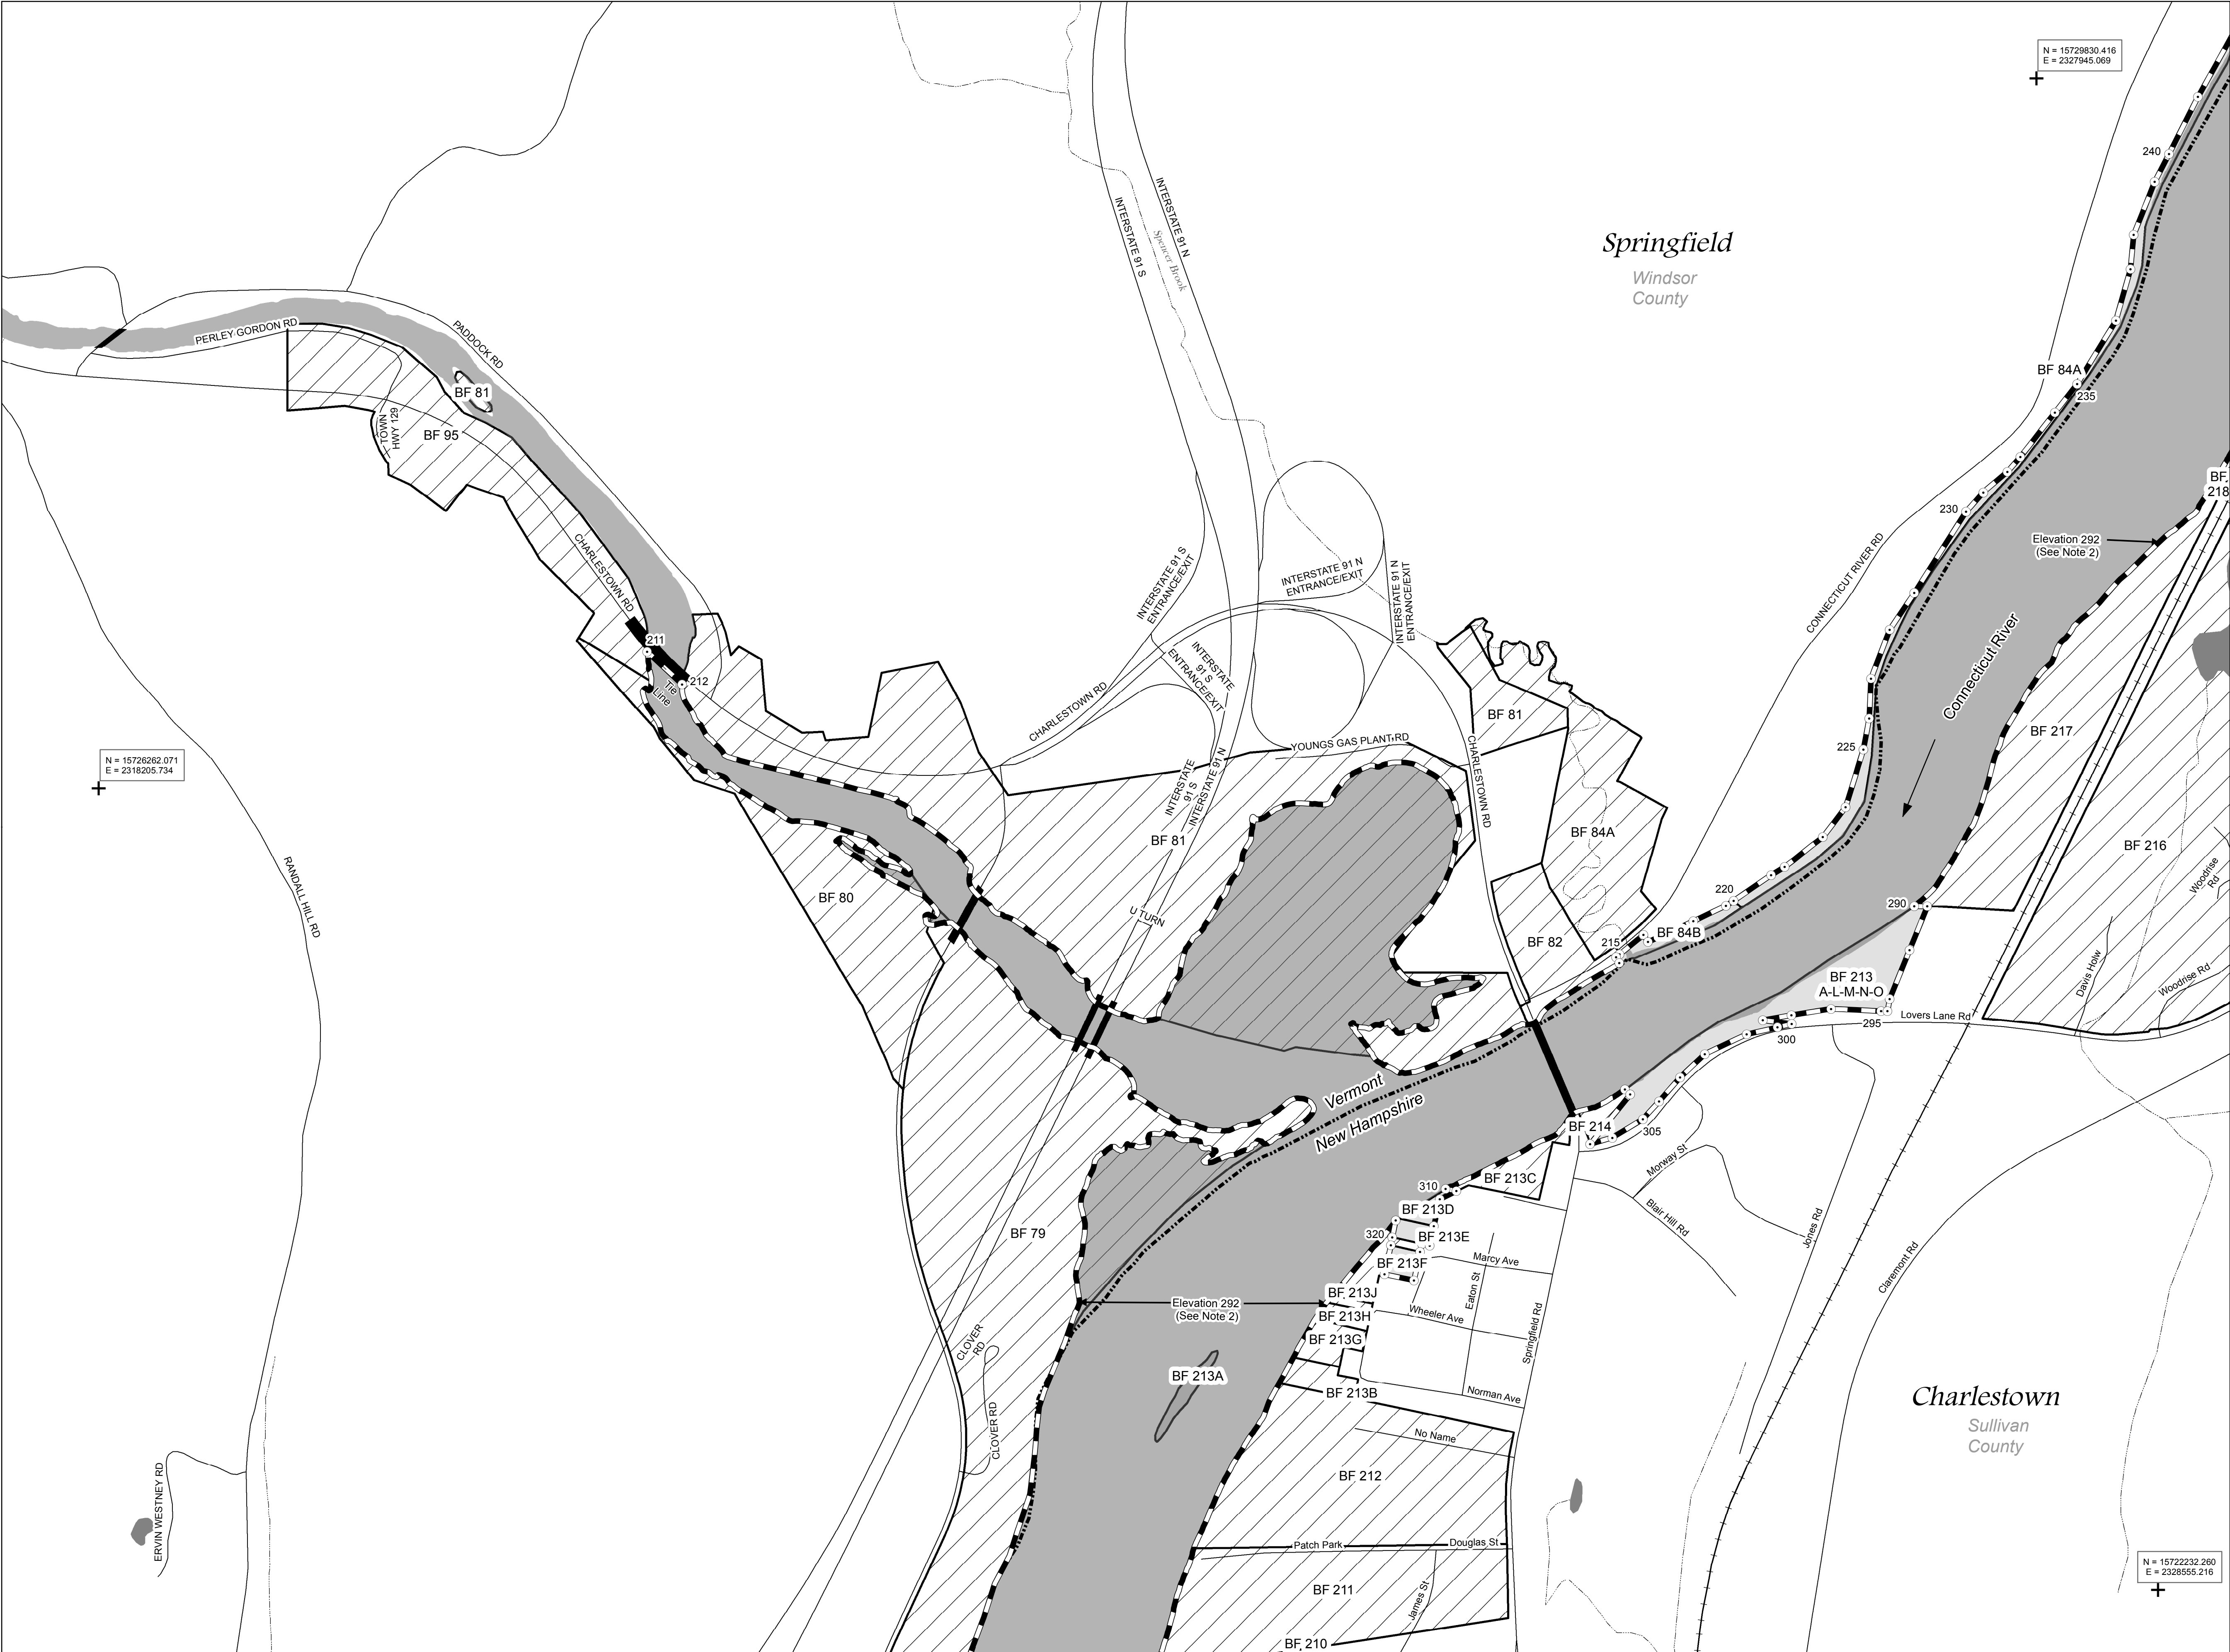 N = 15729830.416
E = 2327945.069
240
INTERSTATE 91 N
INTERSTATE 91 S
Spencer Brook
Springfield
Windsor
County
PERLEY GORDON RD
PADDOCK RD
BF 81
BF 84A
235
TOWN
HWY 129
BF 95
BF
218
230
Elevation 292
(See Note 2)
CHARLESTOWN RD
INTERSTATE 91 S
ENTRANCE/EXIT
INTERSTATE 91 N
ENTRANCE/EXIT
INTERSTATE 91 N
ENTRANCE/EXIT
CONNECTICUT RIVER RD
211
212
Tie
Line
INTERSTATE
91 S
ENTRANCE/EXIT
Connecticut River
CHARLESTOWN RD
BF 81
BF 217
YOUNGS GAS PLANT RD
225
N = 15726262.071
E = 2318205.734
CHARLESTOWN RD
INTERSTATE
91 S
INTERSTATE 91 N
BF 84A
BF 81
BF 216
Woodrise
Rd
RANDALL HILL RD
BF 80
U TURN
220
290
BF 84B
215
BF 82
BF 213
A-L-M-N-O
Davis Holw
Woodrise Rd
Lovers Lane Rd
295
300
Vermont
New Hampshire
BF 214
305
Morway St
BF 213C
310
BF 213D
Blair Hill Rd
Jones Rd
BF 79
320
BF 213E
Marcy Ave
BF 213F
Claremont Rd
Eaton St
BF 213J
Elevation 292
(See Note 2)
BF 213H
Wheeler Ave
BF 213G
Springfield Rd
CLOVER
RD
BF 213A
BF 213B
Norman Ave
Charlestown
Sullivan
County
CLOVER RD
No Name
BF 212
ERVIN WESTNEY RD
Patch Park
Douglas St
N = 15722232.260
E = 2328555.216
BF 211
James St
BF 210